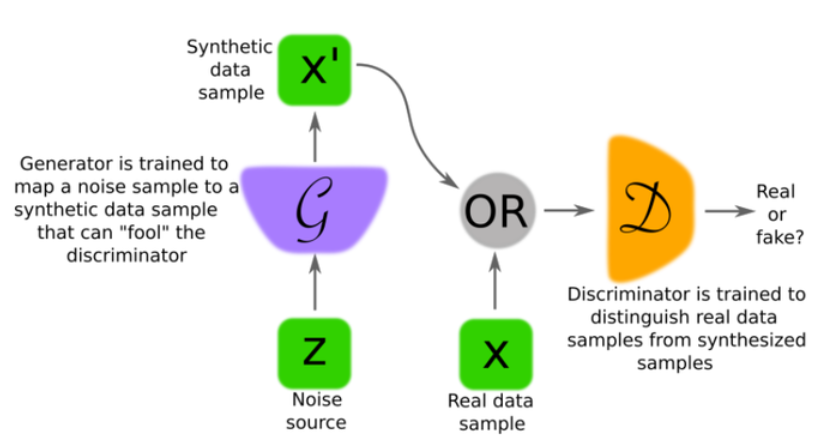 Synthetic
data
sample
x'
Generator is trained to
map a noise sample to a
synthetic data sample
that can "fool" the
discriminator
G
z
Noise
source
OR
x
Real data
sample
D
Real
or
fake?
Discriminator is trained to
distinguish real data
samples from synthesized
samples